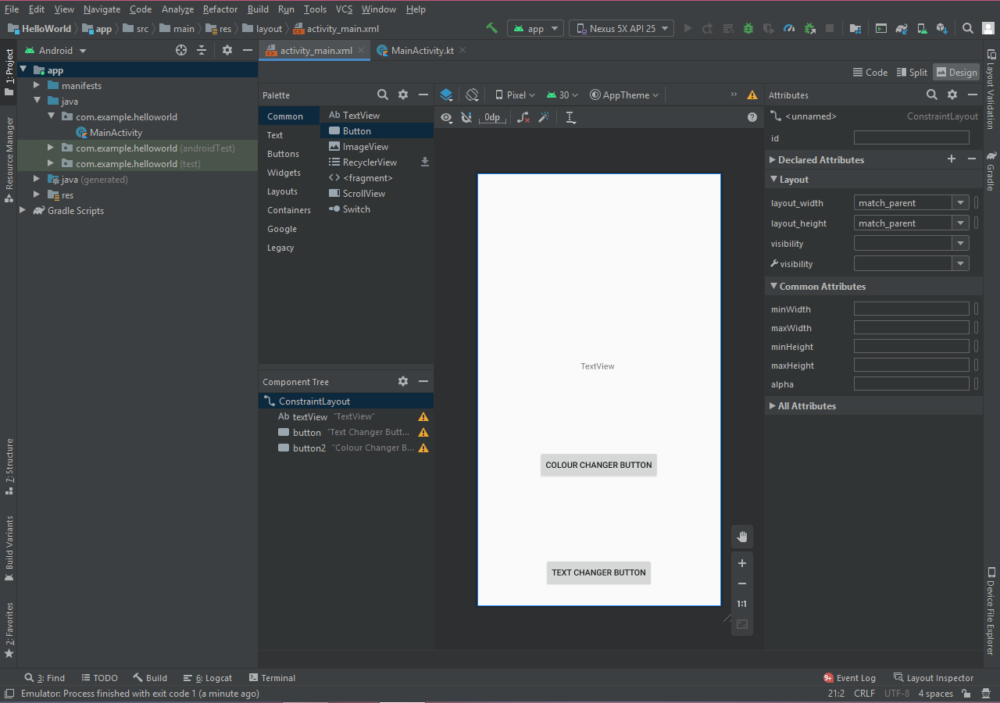 File Edit View Navigate Code Analyze Refactor Build Run Tools VCS Window Help
HelloWorld app src main res layout activity_main.xml app Nexus 5X API 25
1: Project
Resource Manager
7: Structure
Build Variants
2: Favorites
Android
app
manifests
java
com.example.helloworld
MainActivity
com.example.helloworld (androidTest)
com.example.helloworld (test)
java (generated)
res
Gradle Scripts
activity_main.xml MainActivity.kt
Code Split Design
Palette
Common
Text
Buttons
Widgets
Layouts
Containers
Google
Legacy
Ab TextView
Button
ImageView
RecyclerView
<fragment>
ScrollView
Switch
Component Tree
ConstraintLayout
Ab textView "TextView"
button "Text Changer Butt...
button2 "Colour Changer B...
Pixel 30 AppTheme »
0dp
TextView
COLOUR CHANGER BUTTON
TEXT CHANGER BUTTON
1:1
Attributes
<unnamed> ConstraintLayout
id
Declared Attributes
Layout
layout_width match_parent
layout_height match_parent
visibility
visibility
Common Attributes
minWidth
maxWidth
minHeight
maxHeight
alpha
All Attributes
Layout Validation
Gradle
Device File Explorer
3: Find TODO Build 6: Logcat Terminal 9+ Event Log Layout Inspector
Emulator: Process finished with exit code 1 (a minute ago) 21:2 CRLF UTF-8 4 spaces